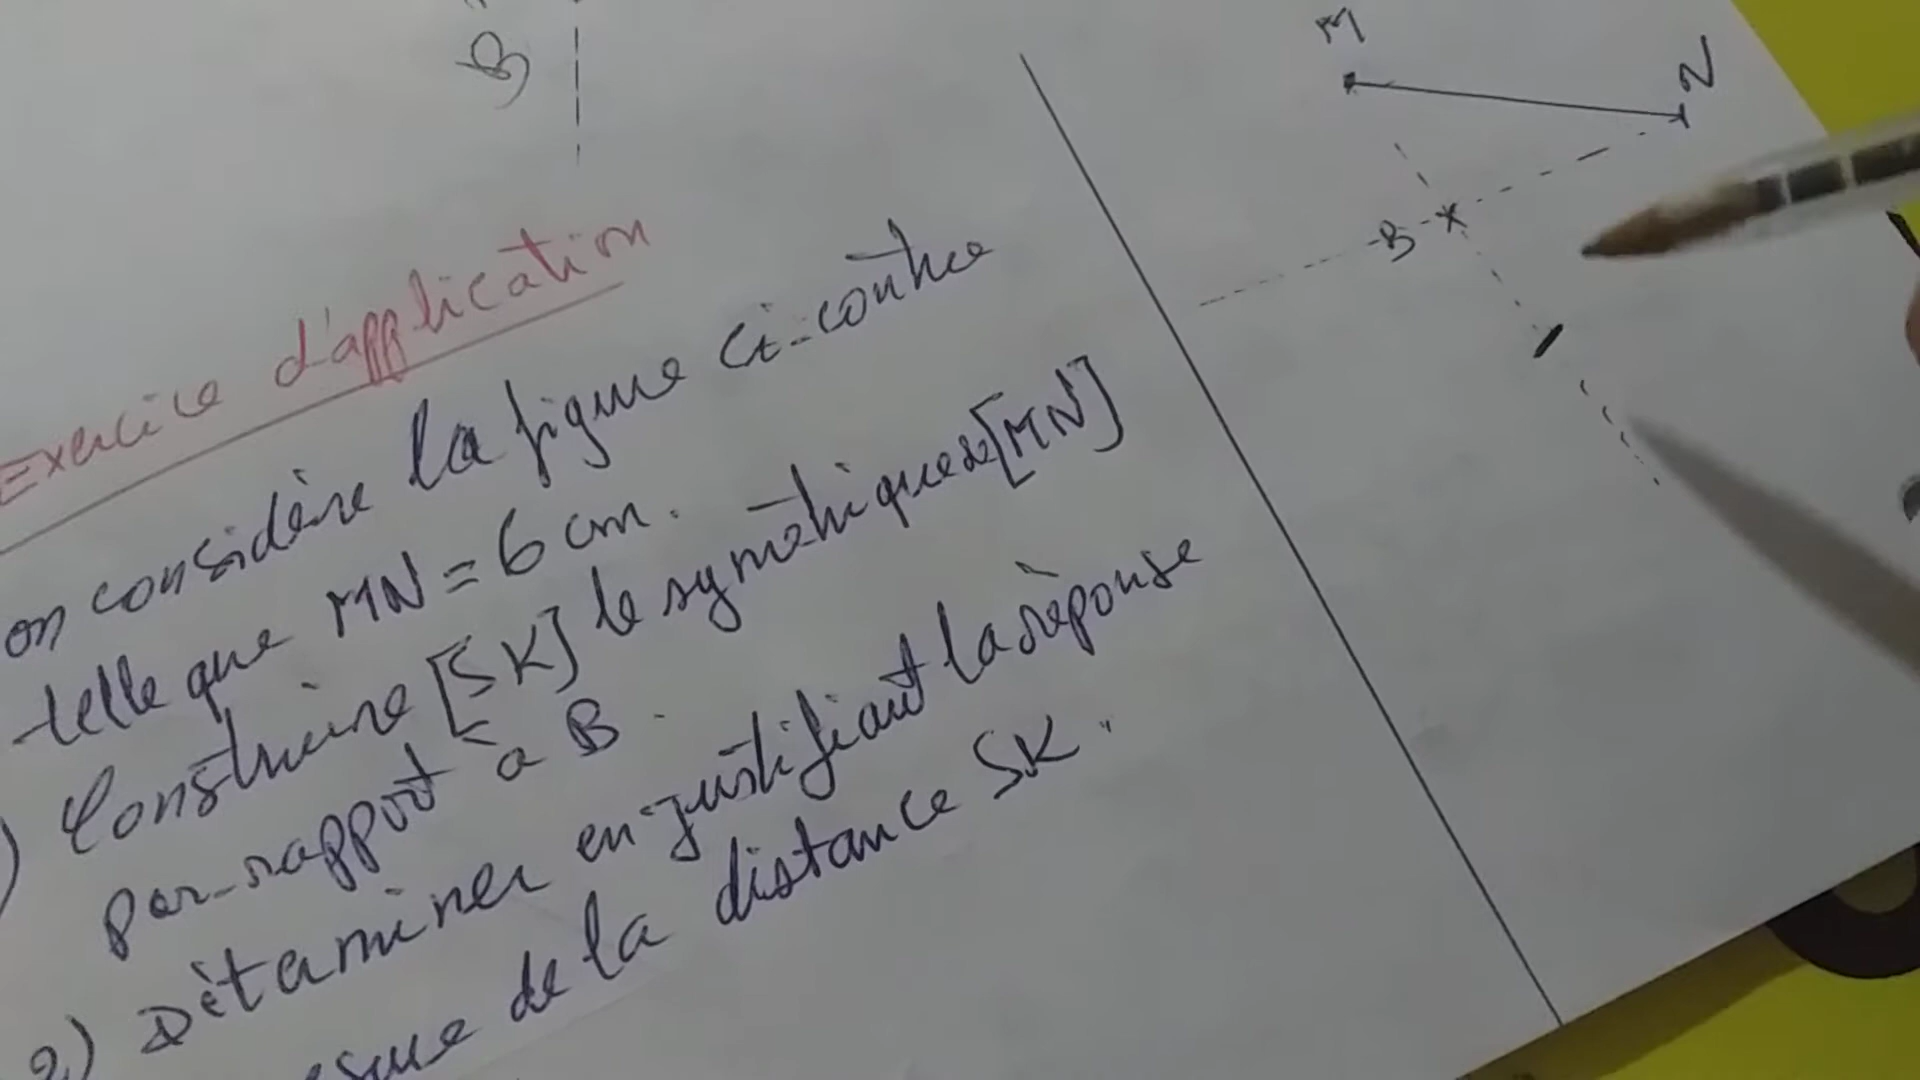 B
M
N
B
Exercice d'application
on considère la figure ci-contre
telle que MN = 6 cm.
1) Construire [SK] le symétrique de [MN]
par-rapport à B.
2) Déterminer en justifiant la réponse
de la distance SK.